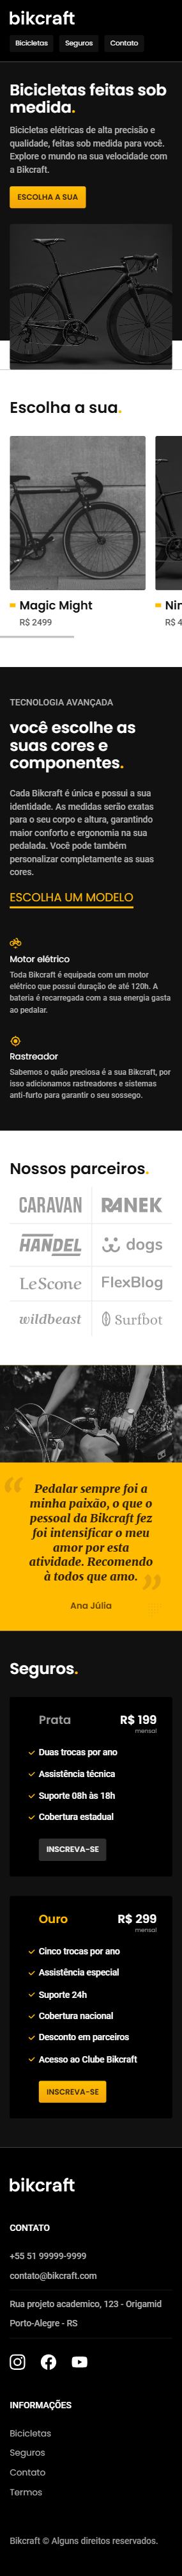 bikcraft
Bicicletas Seguros Contato
Bicicletas feitas sob
medida.
Bicicletas elétricas de alta precisão e
qualidade, feitas sob medida para você.
Explore o mundo na sua velocidade com
a Bikcraft.
ESCOLHA A SUA
Escolha a sua.
Magic Might
R$ 2499
Nin
R$ 4
TECNOLOGIA AVANÇADA
você escolhe as
suas cores e
componentes.
Cada Bikcraft é única e possui a sua
identidade. As medidas serão exatas
para o seu corpo e altura, garantindo
maior conforto e ergonomia na sua
pedalada. Você pode também
personalizar completamente as suas
cores.
ESCOLHA UM MODELO
Motor elétrico
Toda Bikcraft é equipada com um motor
elétrico que possui duração de até 120h. A
bateria é recarregada com a sua energia gasta
ao pedalar.
Rastreador
Sabemos o quão preciosa é a sua Bikcraft, por
isso adicionamos rastreadores e sistemas
anti-furto para garantir o seu sossego.
Nossos parceiros.
CARAVAN RANEK
HANDEL dogs
LeScone FlexBlog
wildbeast Surfbot
“
Pedalar sempre foi a
minha paixão, o que o
pessoal da Bikcraft fez
foi intensificar o meu
amor por esta
atividade. Recomendo
à todos que amo.
”
Ana Júlia
Seguros.
Prata R$ 199
mensal
Duas trocas por ano
Assistência técnica
Suporte 08h às 18h
Cobertura estadual
INSCREVA-SE
Ouro R$ 299
mensal
Cinco trocas por ano
Assistência especial
Suporte 24h
Cobertura nacional
Desconto em parceiros
Acesso ao Clube Bikcraft
INSCREVA-SE
bikcraft
CONTATO
+55 51 99999-9999
contato@bikcraft.com
Rua projeto academico, 123 - Origamid
Porto-Alegre - RS
INFORMAÇÕES
Bicicletas
Seguros
Contato
Termos
Bikcraft © Alguns direitos reservados.